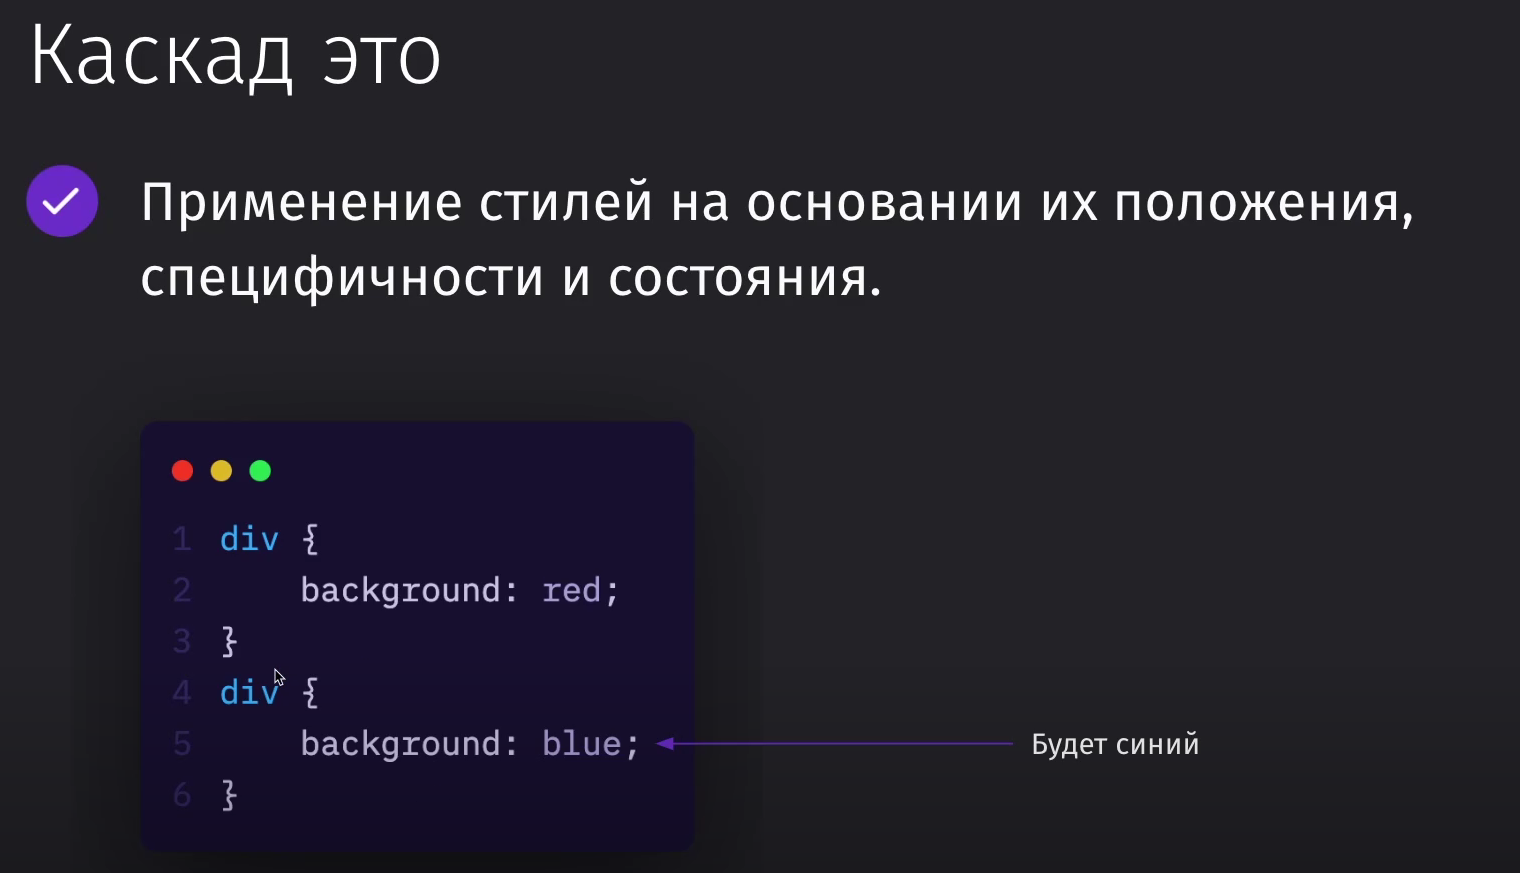 Каскад это
Применение стилей на основании их положения,
специфичности и состояния.
1 div {
2     background: red;
3 }
4 div {
5     background: blue;
Будет синий
6 }